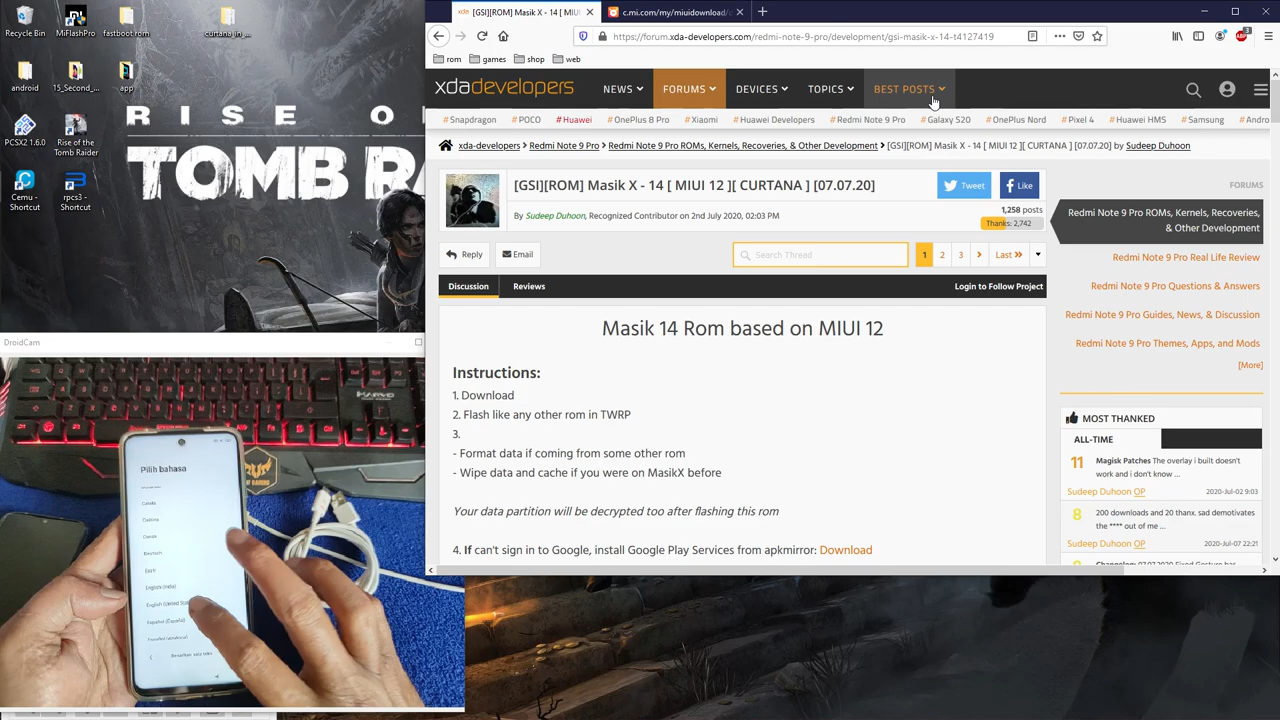 Recycle Bin
MiFlashPro
fastboot rom
curtana_in_...
android
15_Second_...
app
PCSX2 1.6.0
Rise of the Tomb Raider
Cemu - Shortcut
rpcs3 - Shortcut
RISE O
TOMB RA
DroidCam
Pilih bahasa
Dansk
Deutsch
Eesti
English (India)
Español (España)
[GSI][ROM] Masik X - 14 [ MIUI
c.mi.com/my/miuidownload/
https://forum.xda-developers.com/redmi-note-9-pro/development/gsi-masik-x-14-t4127419
3
rom
games
shop
web
xdadevelopers
NEWS
FORUMS
DEVICES
TOPICS
BEST POSTS
# Snapdragon
# POCO
# Huawei
# OnePlus 8 Pro
# Xiaomi
# Huawei Developers
# Redmi Note 9 Pro
# Galaxy S20
# OnePlus Nord
# Pixel 4
# Huawei HMS
# Samsung
# Andro
xda-developers › Redmi Note 9 Pro › Redmi Note 9 Pro ROMs, Kernels, Recoveries, & Other Development › [GSI][ROM] Masik X - 14 [ MIUI 12 ][ CURTANA ] [07.07.20] by Sudeep Duhoon
[GSI][ROM] Masik X - 14 [ MIUI 12 ][ CURTANA ] [07.07.20]
Tweet
Like
By Sudeep Duhoon, Recognized Contributor on 2nd July 2020, 02:03 PM
1,258 posts
Thanks: 2,742
Reply
Email
Search Thread
1
2
3
Last
Discussion
Reviews
Login to Follow Project
Masik 14 Rom based on MIUI 12
Instructions:
1. Download
2. Flash like any other rom in TWRP
3.
- Format data if coming from some other rom
- Wipe data and cache if you were on MasikX before
Your data partition will be decrypted too after flashing this rom
4. If can't sign in to Google, install Google Play Services from apkmirror: Download
FORUMS
Redmi Note 9 Pro ROMs, Kernels, Recoveries,
& Other Development
Redmi Note 9 Pro Real Life Review
Redmi Note 9 Pro Questions & Answers
Redmi Note 9 Pro Guides, News, & Discussion
Redmi Note 9 Pro Themes, Apps, and Mods
[More]
MOST THANKED
ALL-TIME
11
Magisk Patches The overlay i built doesn't
work and i don't know ...
Sudeep Duhoon OP
2020-Jul-02 9:03
8
200 downloads and 20 thanx. sad demotivates
the **** out of me ...
Sudeep Duhoon OP
2020-Jul-07 22:21